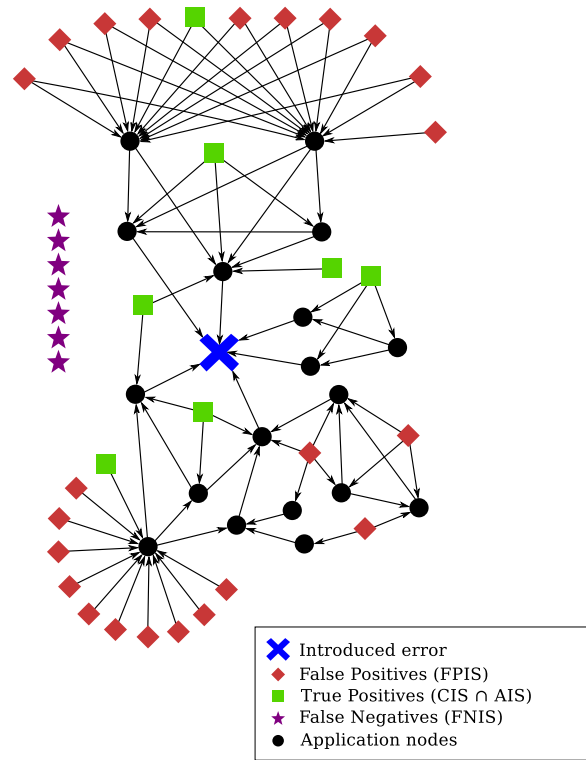 Introduced error
False Positives (FPIS)
True Positives (CIS ∩ AIS)
False Negatives (FNIS)
Application nodes